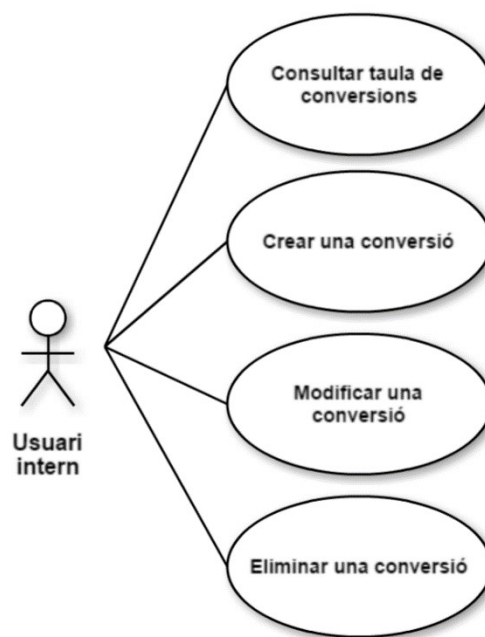 Consultar taula de
conversions
Crear una conversió
Modificar una
conversió
Usuari
intern
Eliminar una conversió